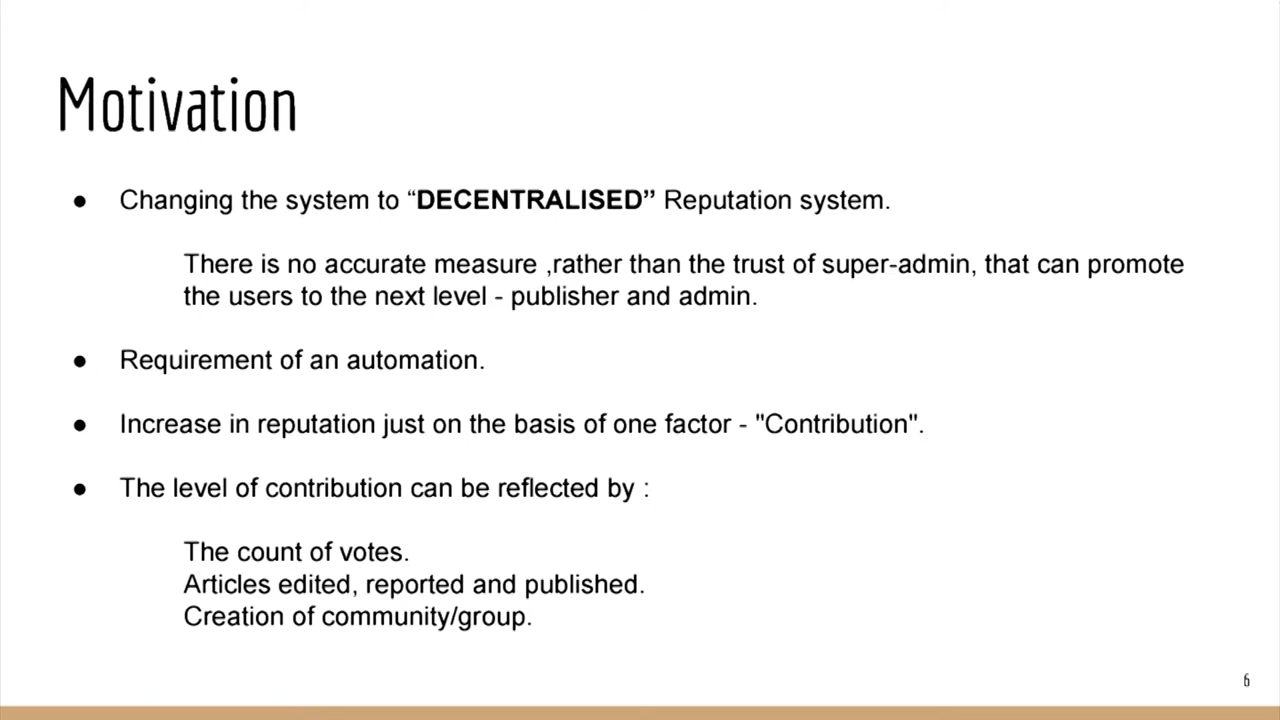 Motivation
● Changing the system to “DECENTRALISED” Reputation system.
There is no accurate measure ,rather than the trust of super-admin, that can promote
the users to the next level - publisher and admin.
● Requirement of an automation.
● Increase in reputation just on the basis of one factor - "Contribution".
● The level of contribution can be reflected by :
The count of votes.
Articles edited, reported and published.
Creation of community/group.
6